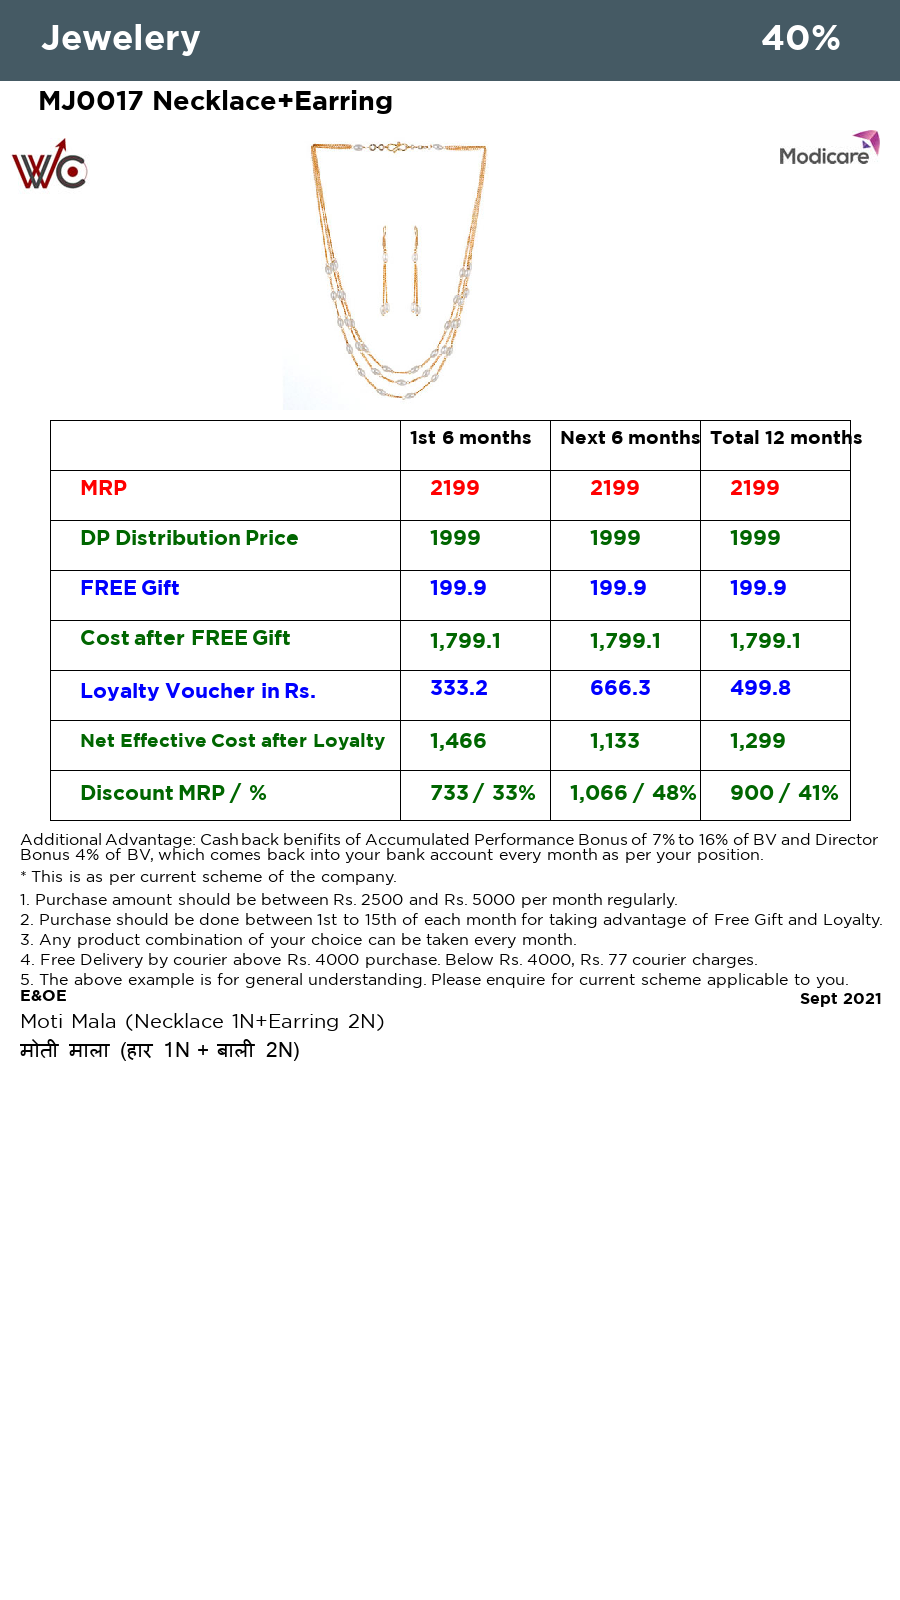 Jewelery 40%
MJ0017 Necklace+Earring
WC
Modicare
1st 6 months Next 6 months Total 12 months
MRP 2199 2199 2199
DP Distribution Price 1999 1999 1999
FREE Gift 199.9 199.9 199.9
Cost after FREE Gift 1,799.1 1,799.1 1,799.1
Loyalty Voucher in Rs. 333.2 666.3 499.8
Net Effective Cost after Loyalty 1,466 1,133 1,299
Discount MRP / % 733 / 33% 1,066 / 48% 900 / 41%
Additional Advantage: Cashback benifits of Accumulated Performance Bonus of 7% to 16% of BV and Director
Bonus 4% of BV, which comes back into your bank account every month as per your position.
* This is as per current scheme of the company.
1. Purchase amount should be between Rs. 2500 and Rs. 5000 per month regularly.
2. Purchase should be done between 1st to 15th of each month for taking advantage of Free Gift and Loyalty.
3. Any product combination of your choice can be taken every month.
4. Free Delivery by courier above Rs. 4000 purchase. Below Rs. 4000, Rs. 77 courier charges.
5. The above example is for general understanding. Please enquire for current scheme applicable to you.
E&OE Sept 2021
Moti Mala (Necklace 1N+Earring 2N)
मोती माला (हार 1N + बाली 2N)